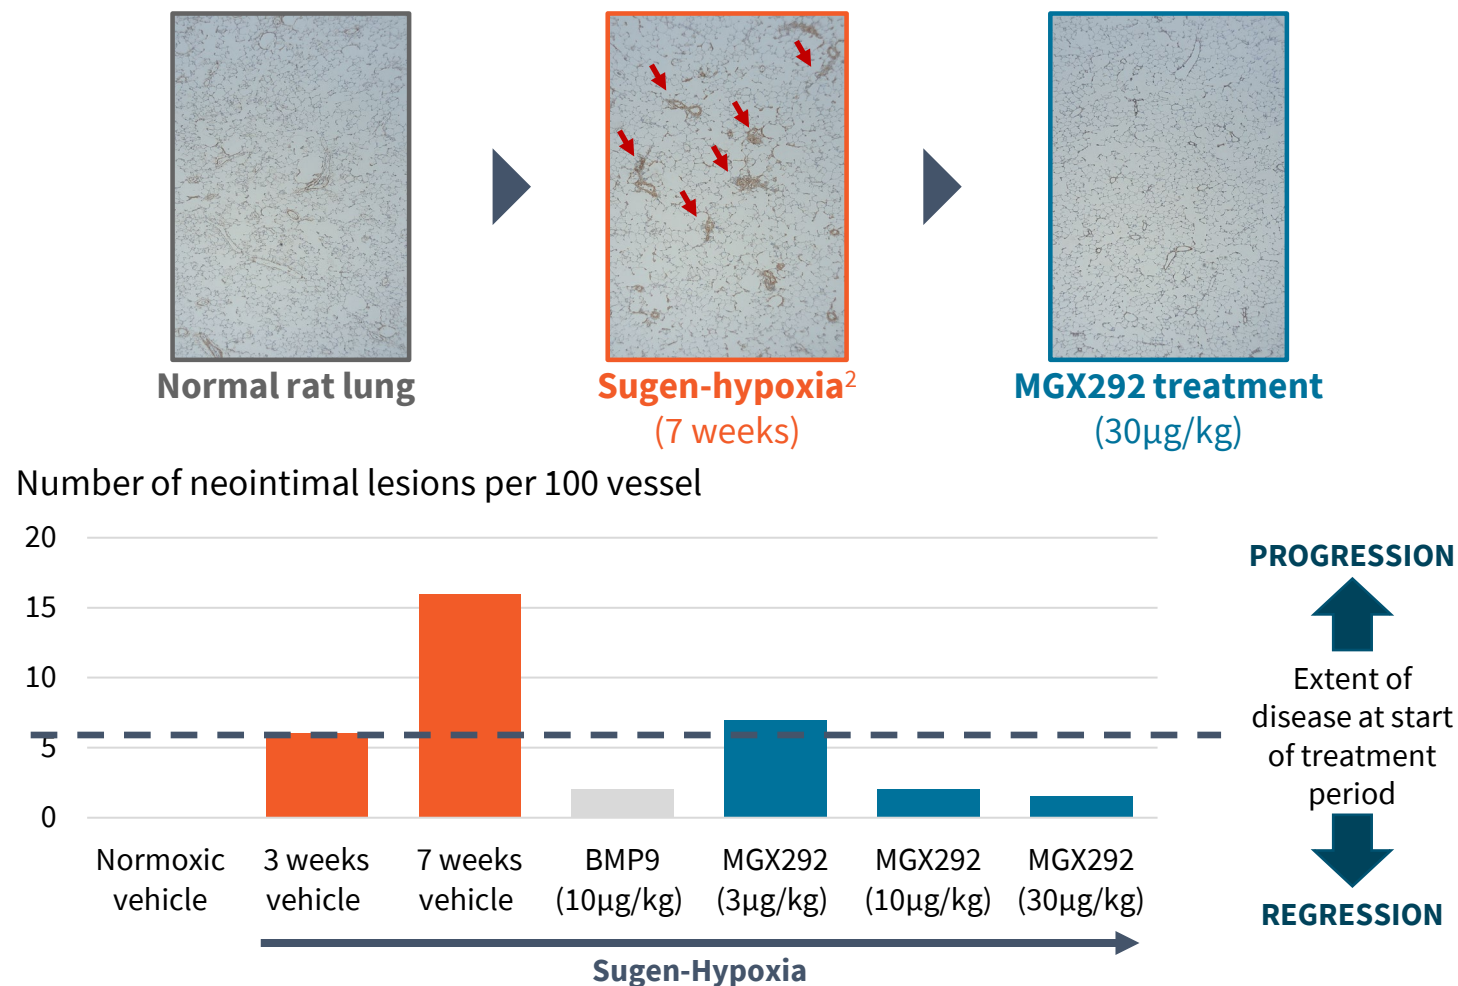 Normal rat lung
Sugen-hypoxia²
(7 weeks)
MGX292 treatment
(30µg/kg)
Number of neointimal lesions per 100 vessel
20
15
10
5
0
Normoxic
vehicle
3 weeks
vehicle
7 weeks
vehicle
BMP9
(10µg/kg)
MGX292
(3µg/kg)
MGX292
(10µg/kg)
MGX292
(30µg/kg)
Sugen-Hypoxia
PROGRESSION
Extent of
disease at start
of treatment
period
REGRESSION